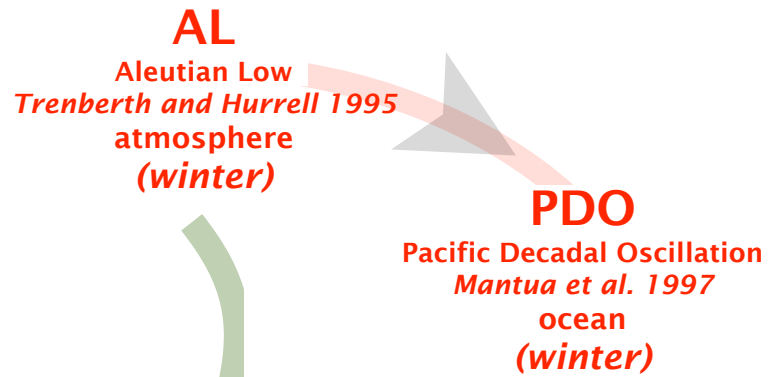 AL
Aleutian Low
Trenberth and Hurrell 1995
atmosphere
(winter)
PDO
Pacific Decadal Oscillation
Mantua et al. 1997
ocean
(winter)